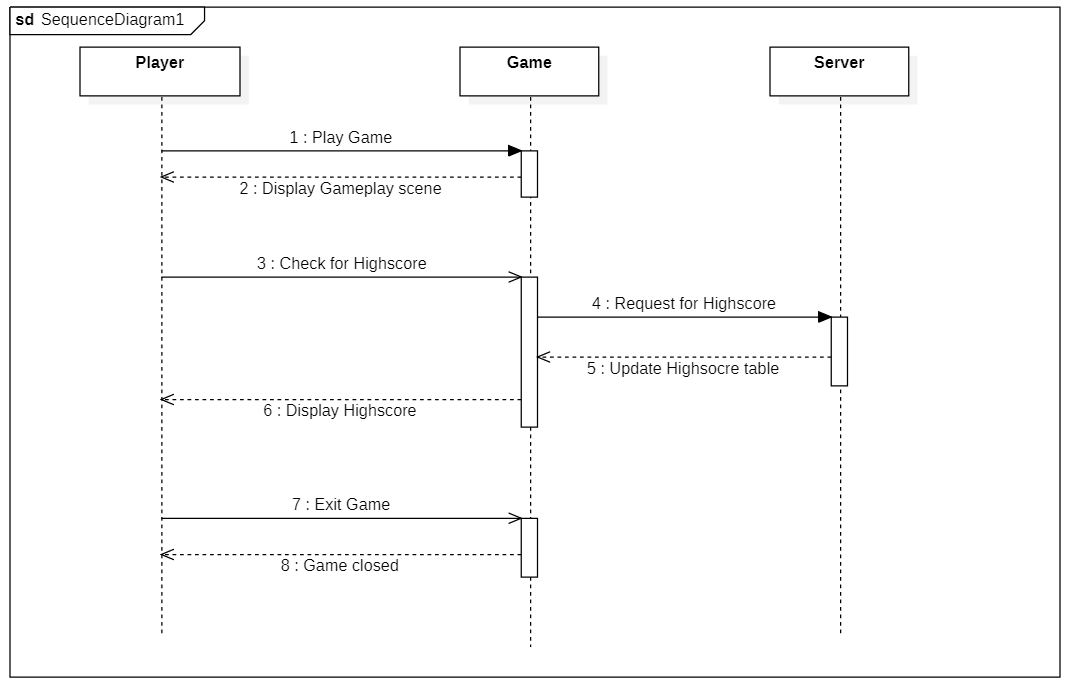 sd SequenceDiagram1
Player
Game
Server
1 : Play Game
2 : Display Gameplay scene
3 : Check for Highscore
4 : Request for Highscore
5 : Update Highsocre table
6 : Display Highscore
7 : Exit Game
8 : Game closed